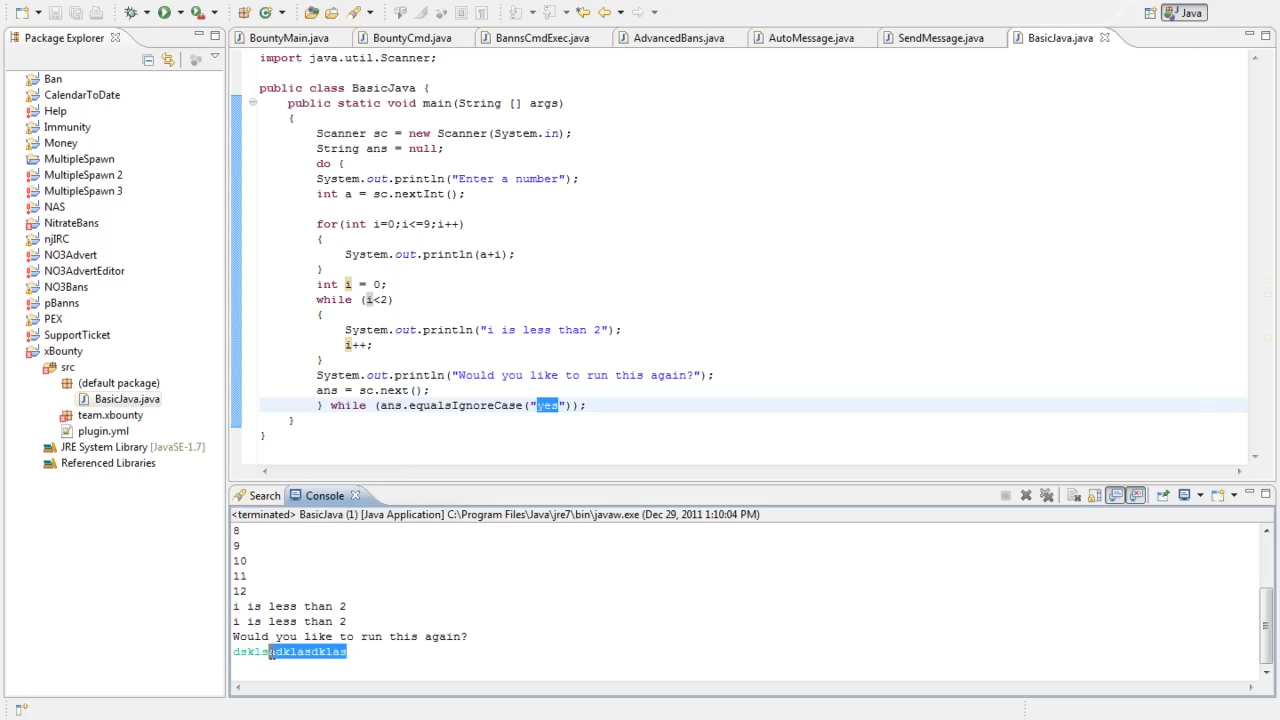 Java
Package Explorer
BountyMain.java
BountyCmd.java
BannsCmdExec.java
AdvancedBans.java
AutoMessage.java
SendMessage.java
BasicJava.java
Ban
CalendarToDate
Help
Immunity
Money
MultipleSpawn
MultipleSpawn 2
MultipleSpawn 3
NAS
NitrateBans
njIRC
NO3Advert
NO3AdvertEditor
NO3Bans
pBanns
PEX
SupportTicket
xBounty
src
(default package)
BasicJava.java
team.xbounty
plugin.yml
JRE System Library [JavaSE-1.7]
Referenced Libraries
import java.util.Scanner;
public class BasicJava {
public static void main(String [] args)
{
Scanner sc = new Scanner(System.in);
String ans = null;
do {
System.out.println("Enter a number");
int a = sc.nextInt();
for(int i=0;i<=9;i++)
{
System.out.println(a+i);
}
int i = 0;
while (i<2)
{
System.out.println("i is less than 2");
i++;
}
System.out.println("Would you like to run this again?");
ans = sc.next();
} while (ans.equalsIgnoreCase("yes"));
}
}
Search
Console
<terminated> BasicJava (1) [Java Application] C:\Program Files\Java\jre7\bin\javaw.exe (Dec 29, 2011 1:10:04 PM)
8
9
10
11
12
i is less than 2
i is less than 2
Would you like to run this again?